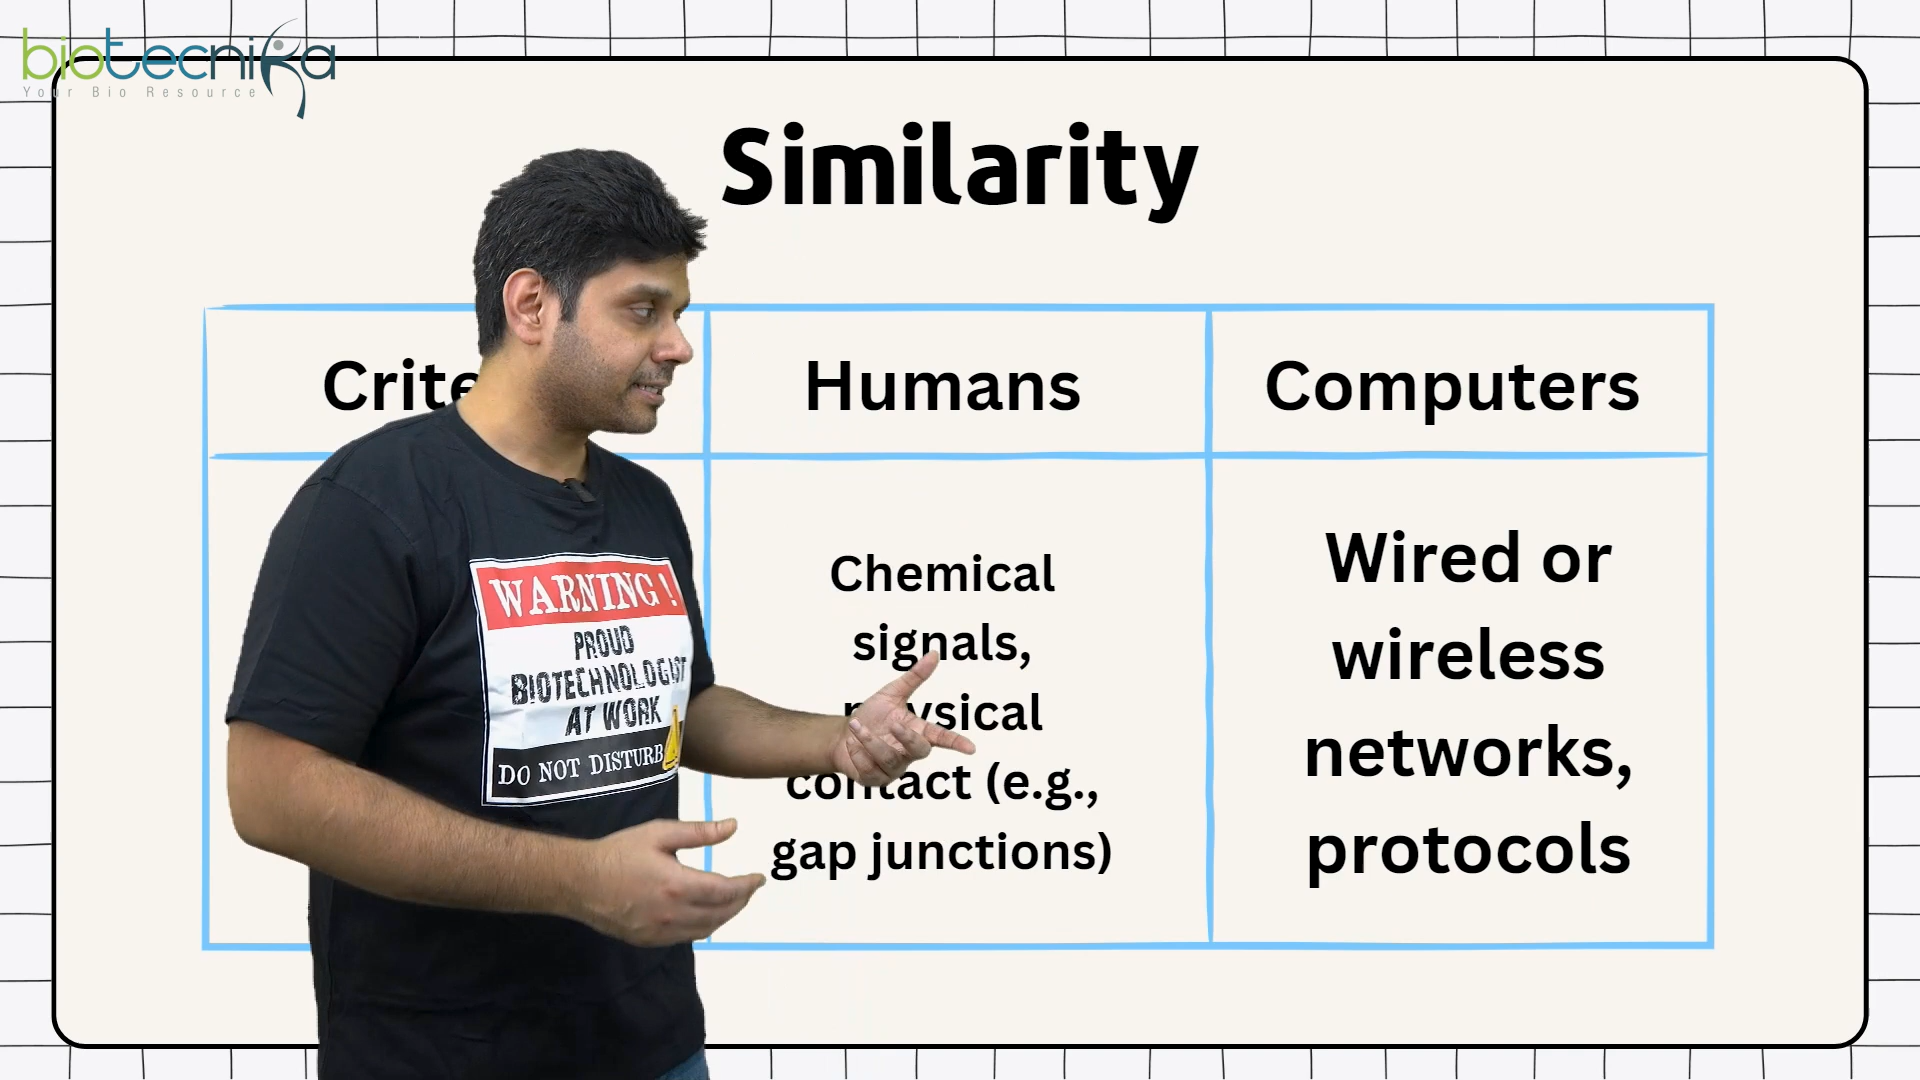 biotecnika
Your Bio Resource
Similarity
Humans
Computers
Chemical
signals,
contact (e.g.,
gap junctions)
Wired or
wireless
networks,
protocols
WARNING !
PROUD
BIOTECHNOLOGIST
AT WORK
DO NOT DISTURB